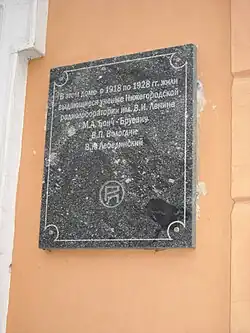 В этом доме с 1918 по 1928 гг. жили
выдающиеся учёные Нижегородской
радиолаборатории им. В.И. Ленина
М.А. Бонч - Бруевич
В.П. Вологдин
В.К. Лебединский